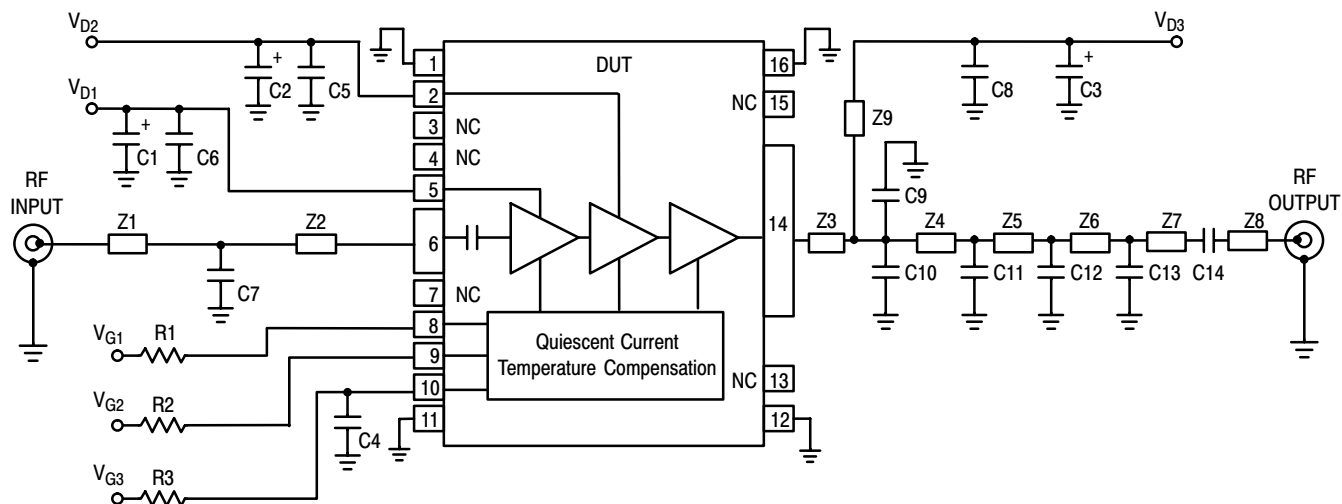 VD2
VD3
1
DUT
16
+
C2
C5
2
C8
+
C3
VD1
NC
15
3
NC
Z9
+
C1
C6
4
NC
5
C9
RF
INPUT
Z1
Z2
6
14
Z3
Z4
Z5
Z6
Z7
Z8
RF
OUTPUT
C7
C10
C11
C12
C13
C14
7
NC
VG1
R1
8
Quiescent Current
Temperature Compensation
9
VG2
R2
10
NC
13
C4
11
12
VG3
R3